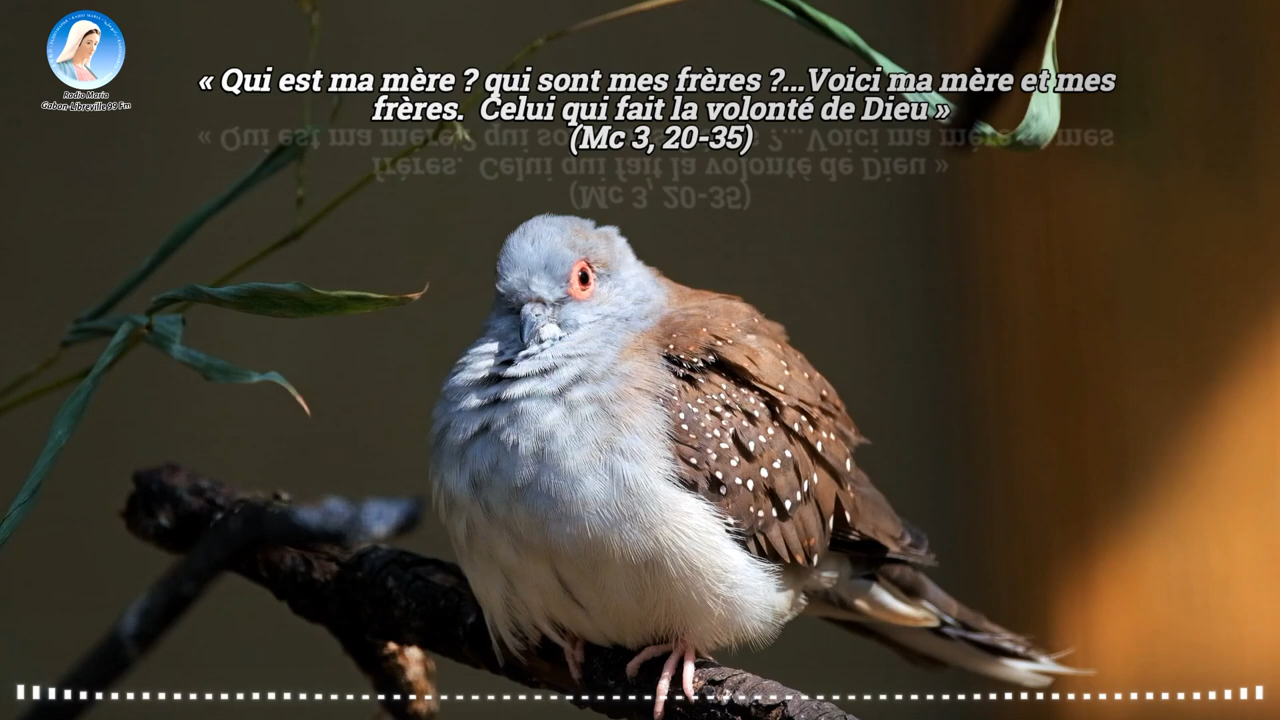 Radio Maria
Gabon-Libreville 99 Fm
« Qui est ma mère ? qui sont mes frères ?...Voici ma mère et mes
frères.  Celui qui fait la volonté de Dieu »
(Mc 3, 20-35)